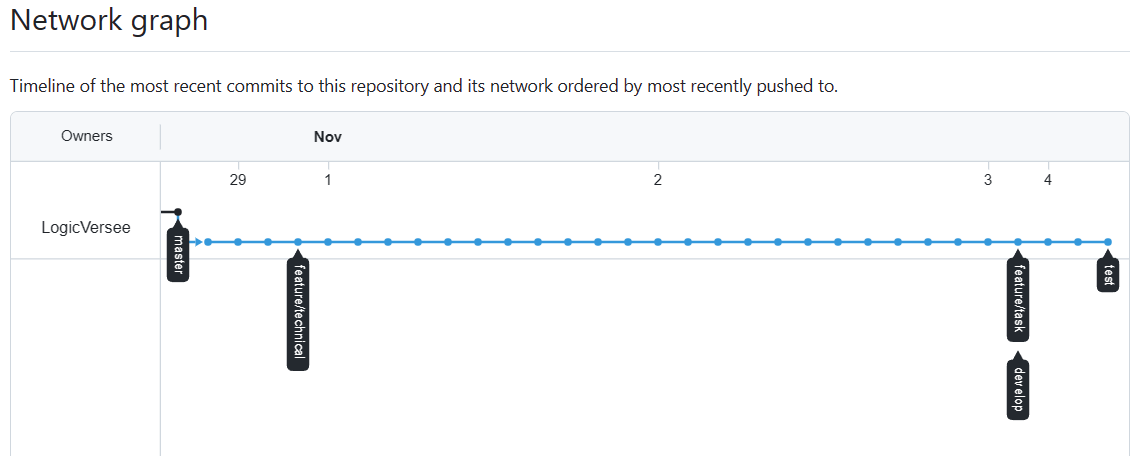 Network graph
Timeline of the most recent commits to this repository and its network ordered by most recently pushed to.
Owners
Nov
29
1
2
3
4
LogicVersee
master
feature/technical
feature/task
develop
test